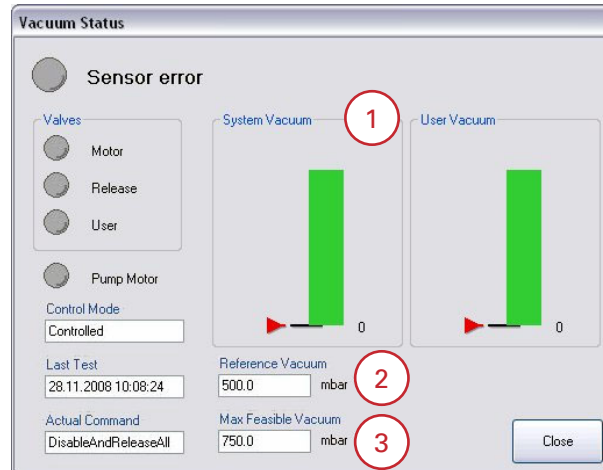 Vacuum Status
Sensor error
Valves
Motor
Release
User
Pump Motor
Control Mode
Controlled
Last Test
28.11.2008 10:08:24
Actual Command
DisableAndReleaseAll
System Vacuum
1
0
User Vacuum
0
Reference Vacuum
500.0 mbar
2
Max Feasible Vacuum
750.0 mbar
3
Close